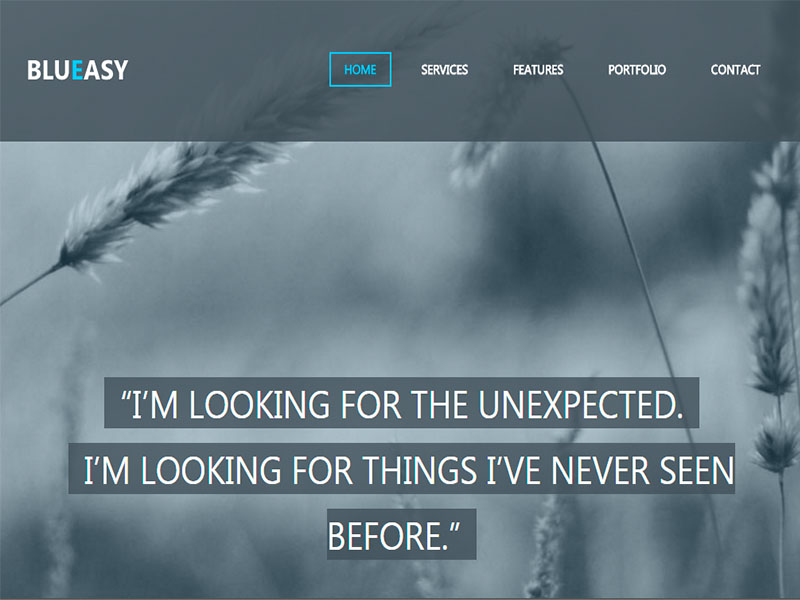 BLUEASY
HOME SERVICES FEATURES PORTFOLIO CONTACT
“I’M LOOKING FOR THE UNEXPECTED.
I’M LOOKING FOR THINGS I’VE NEVER SEEN
BEFORE.”